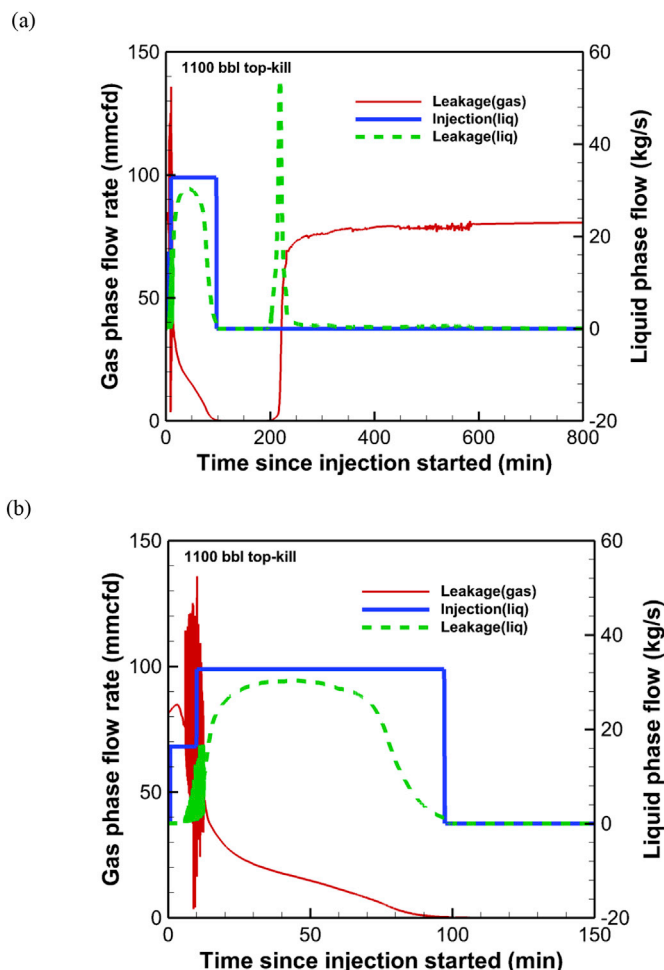 (a)
150
60
1100 bbl top-kill
Leakage(gas)
Injection(liq)
Leakage(liq)
Gas phase flow rate (mmcfd)
Liquid phase flow (kg/s)
100
40
50
20
0
0
-20
0
200
400
600
800
Time since injection started (min)
(b)
150
60
1100 bbl top-kill
Leakage(gas)
Injection(liq)
Leakage(liq)
Gas phase flow rate (mmcfd)
Liquid phase flow (kg/s)
100
40
50
20
0
0
-20
0
50
100
150
Time since injection started (min)